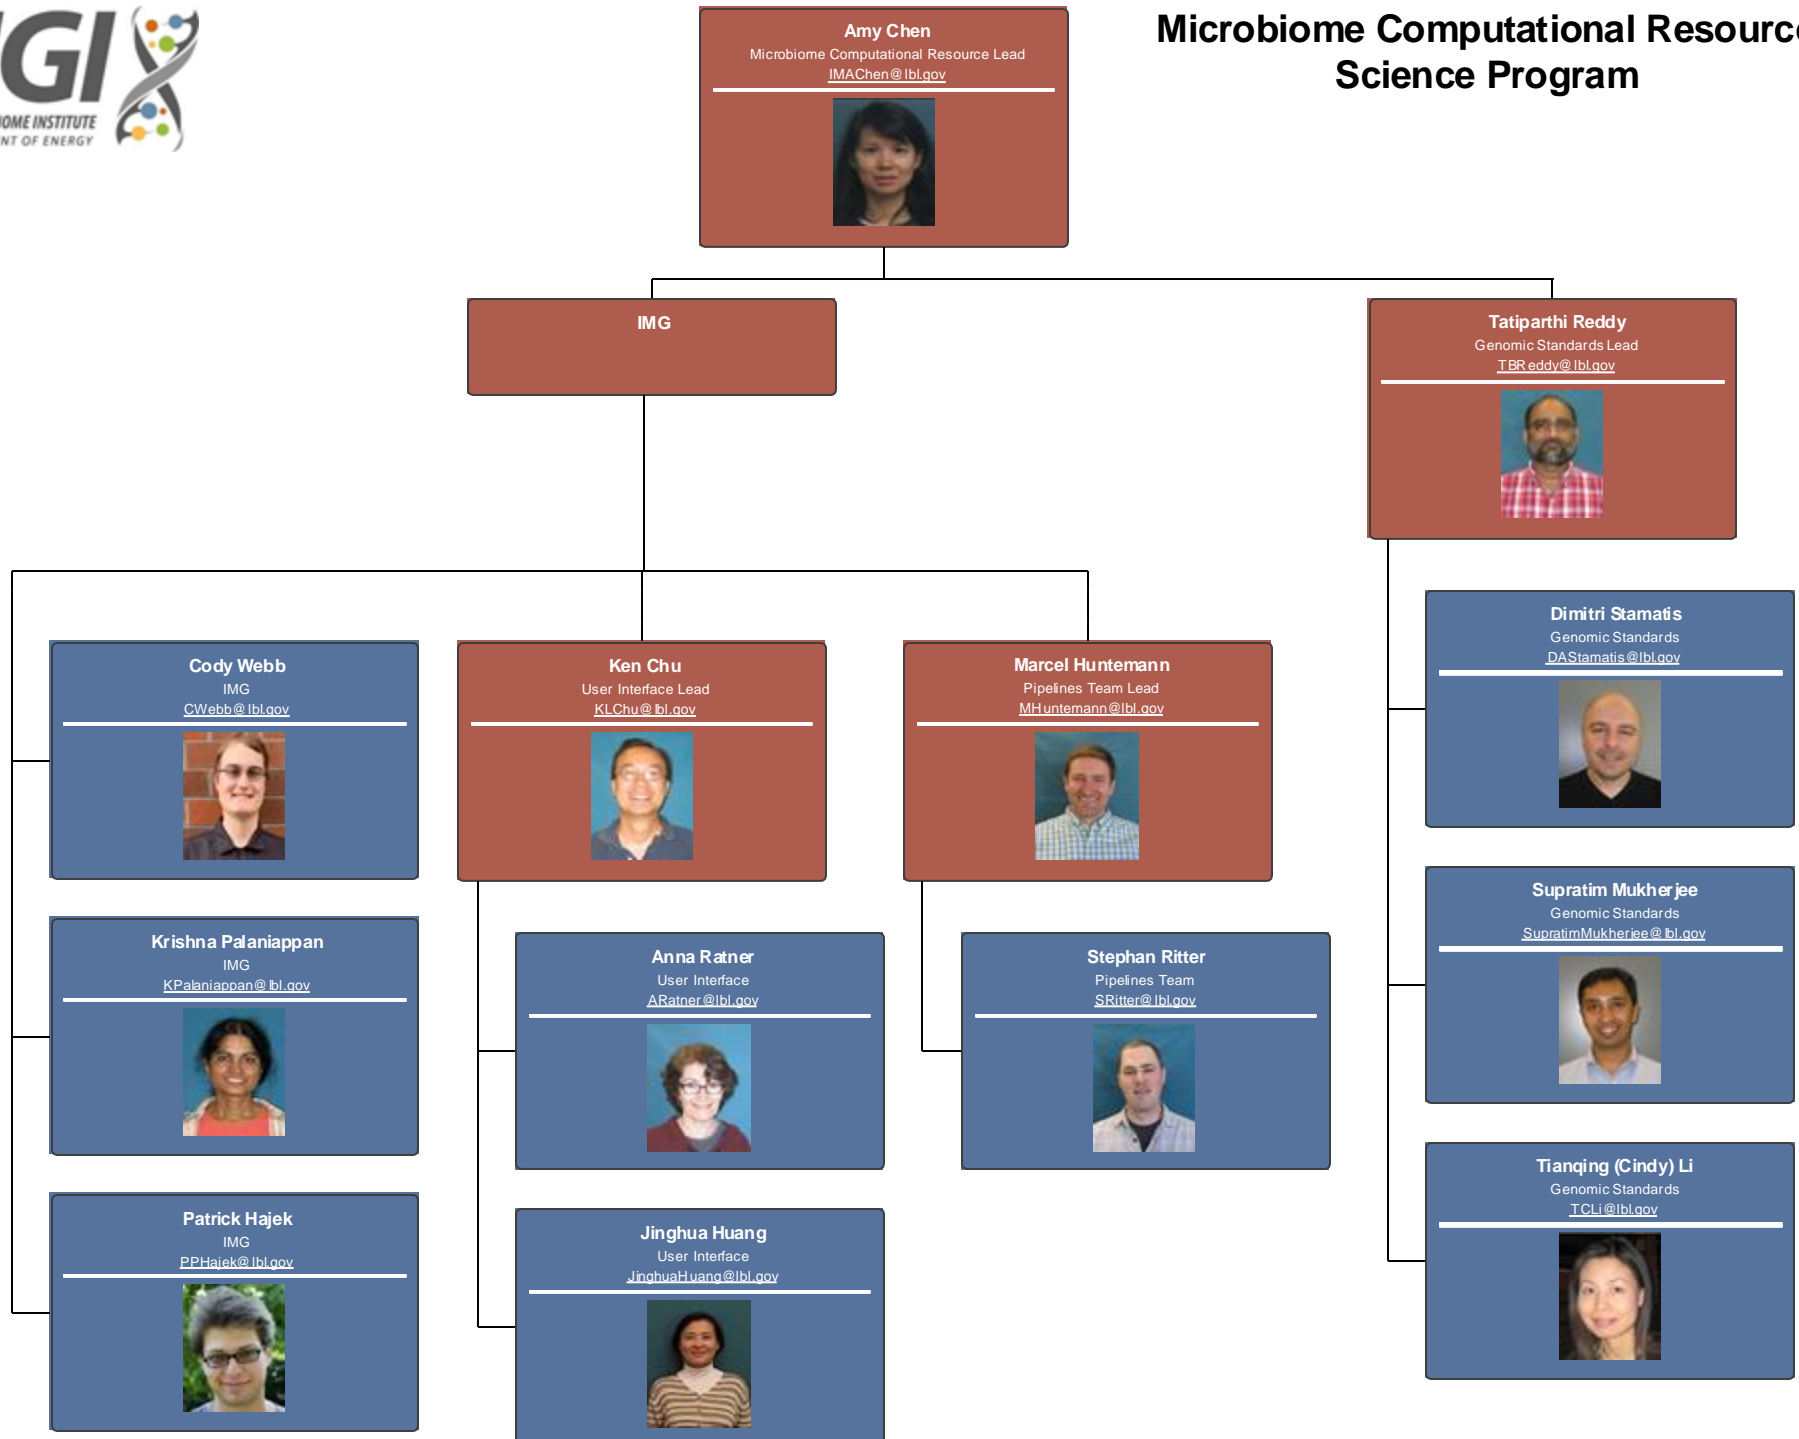 GI
OME INSTITUTE
NT OF ENERGY
Microbiome Computational Resource
Science Program
Amy Chen
Microbiome Computational Resource Lead
IMAChen@lbl.gov
IMG
Tatiparthi Reddy
Genomic Standards Lead
TBReddy@lbl.gov
Cody Webb
IMG
CWebb@lbl.gov
Ken Chu
User Interface Lead
KLChu@lbl.gov
Marcel Huntemann
Pipelines Team Lead
MHuntemann@lbl.gov
Dimitri Stamatis
Genomic Standards
DAStamatis@lbl.gov
Krishna Palaniappan
IMG
KPalaniappan@lbl.gov
Anna Ratner
User Interface
ARatner@lbl.gov
Stephan Ritter
Pipelines Team
SRitter@lbl.gov
Supratim Mukherjee
Genomic Standards
SupratimMukherjee@lbl.gov
Patrick Hajek
IMG
PPHajek@lbl.gov
Jinghua Huang
User Interface
JinghuaHuang@lbl.gov
Tianqing (Cindy) Li
Genomic Standards
TCLi@lbl.gov